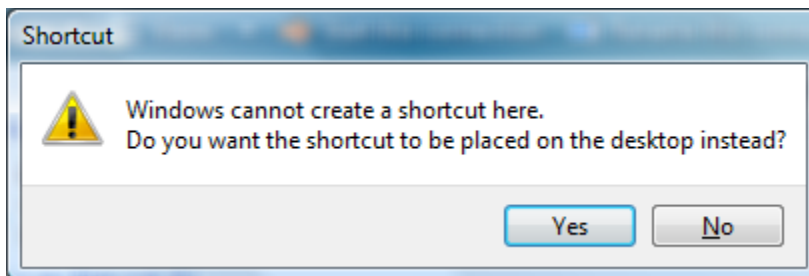 Shortcut
Windows cannot create a shortcut here.
Do you want the shortcut to be placed on the desktop instead?
Yes
No